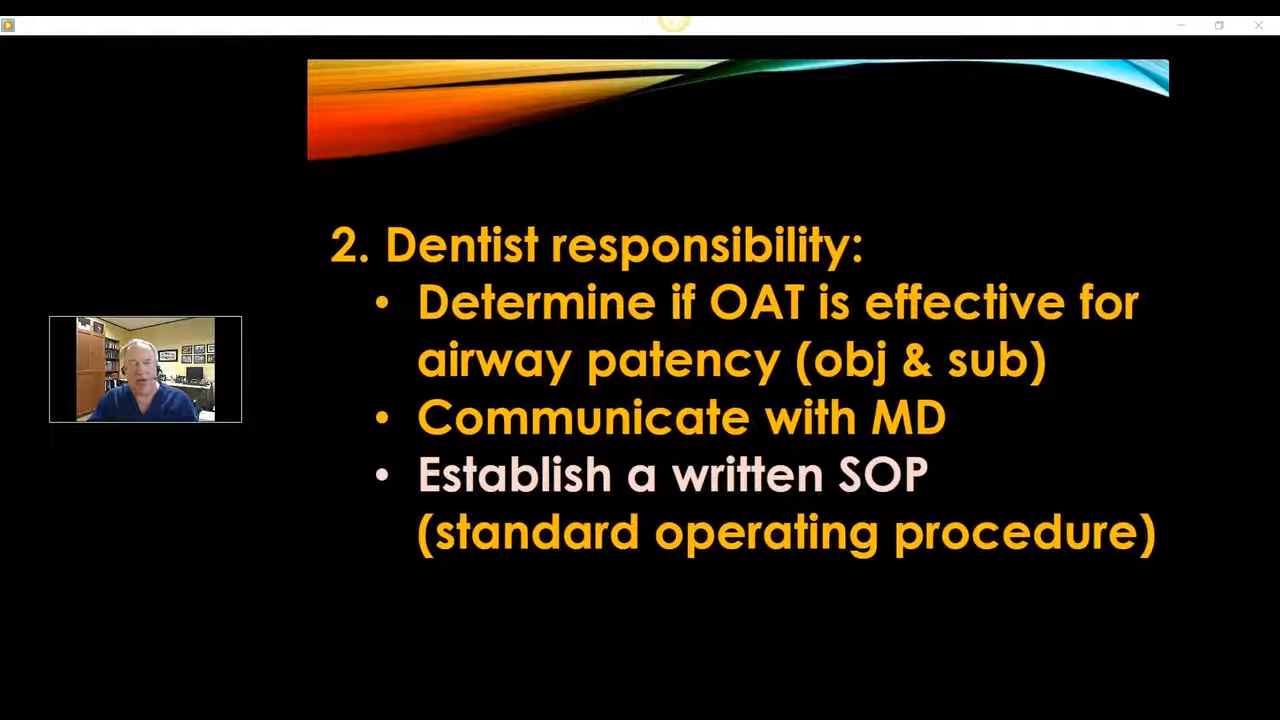 2. Dentist responsibility:
• Determine if OAT is effective for
airway patency (obj & sub)
• Communicate with MD
• Establish a written SOP
(standard operating procedure)